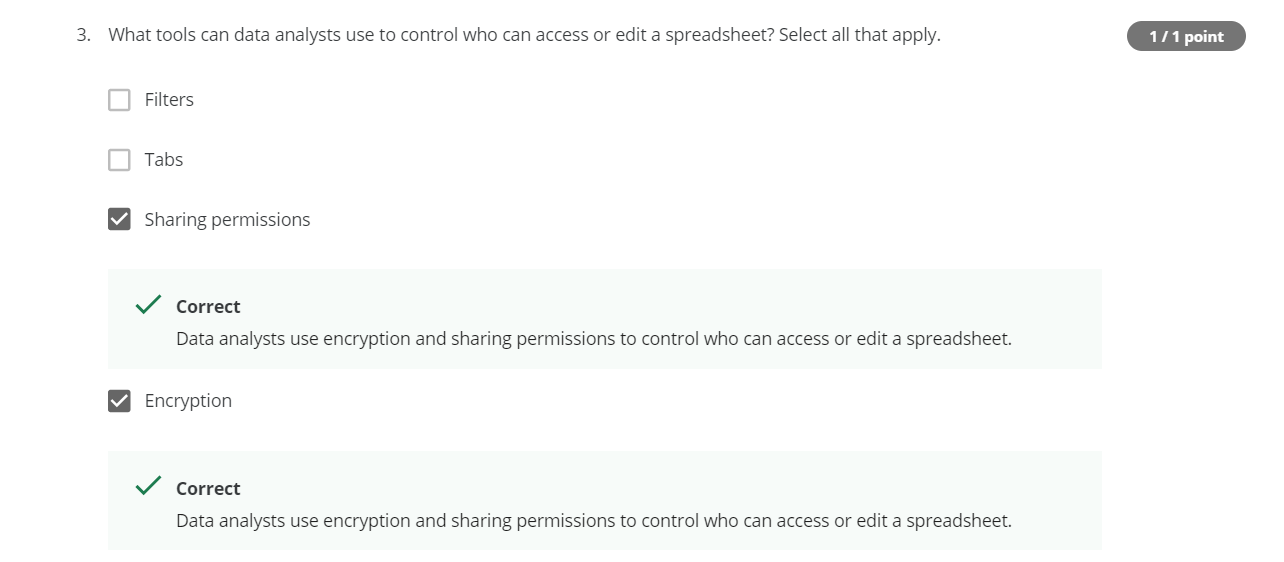 3. What tools can data analysts use to control who can access or edit a spreadsheet? Select all that apply.
1 / 1 point
Filters
Tabs
Sharing permissions
Correct
Data analysts use encryption and sharing permissions to control who can access or edit a spreadsheet.
Encryption
Correct
Data analysts use encryption and sharing permissions to control who can access or edit a spreadsheet.